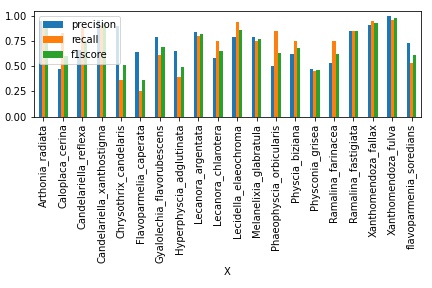 1.00
0.75
0.50
0.25
0.00
precision
recall
f1score
Arthonia_radiata
Caloplaca_cerina
Candelariella_reflexa
Candelariella_xanthostigma
Chrysothrix_candelaris
Flavoparmelia_caperata
Gyalolechia_flavorubescens
Hyperphyscia_adglutinata
Lecanora_argentata
Lecanora_chlarotera
Lecidella_elaeochroma
Melanelixia_glabratula
Phaeophyscia_orbicularis
Physcia_biziana
Physconia_grisea
Ramalina_farinacea
Ramalina_fastigiata
Xanthomendoza_fallax
Xanthomendoza_fulva
flavoparmenia_soredians
X